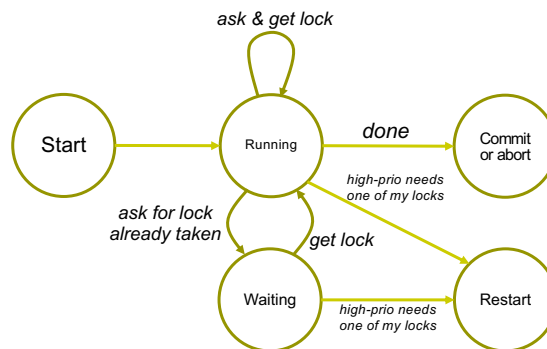 ask & get lock
Start
Running
done
Commit
or abort
high-prio needs
one of my locks
ask for lock
already taken
get lock
Waiting
high-prio needs
one of my locks
Restart